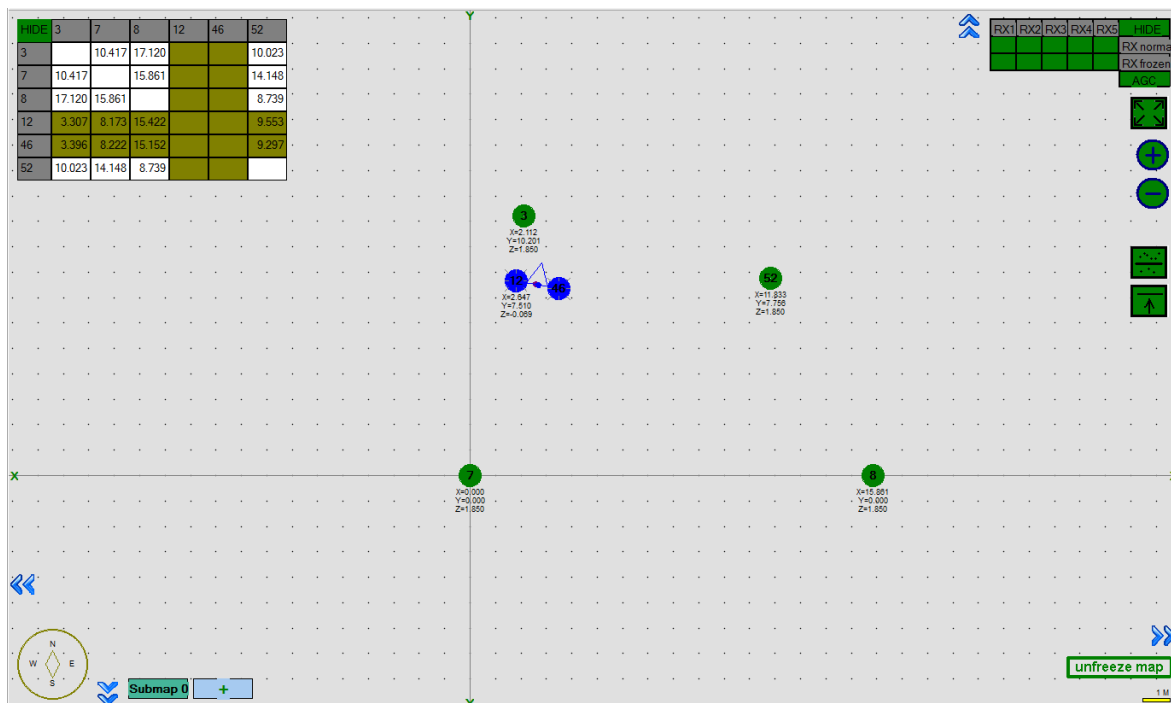 HIDE 3 7 8 12 46 52
3 10.417 17.120 10.023
7 10.417 15.861 14.148
8 17.120 15.861 8.739
12 3.307 8.173 15.422 9.553
46 3.396 8.222 15.152 9.297
52 10.023 14.148 8.739
Y
RX1 RX2 RX3 RX4 RX5 HIDE
RX norma
RX frozen
AGC
3
X=2.112
Y=10.201
Z=1.850
12
46
X=2.647
Y=7.510
Z=-0.069
52
X=11.833
Y=7.756
Z=1.850
X
7
X=0.000
Y=0.000
Z=1.850
8
X=15.861
Y=0.000
Z=1.850
N
W E
S
Submap 0 +
unfreeze map
1 M